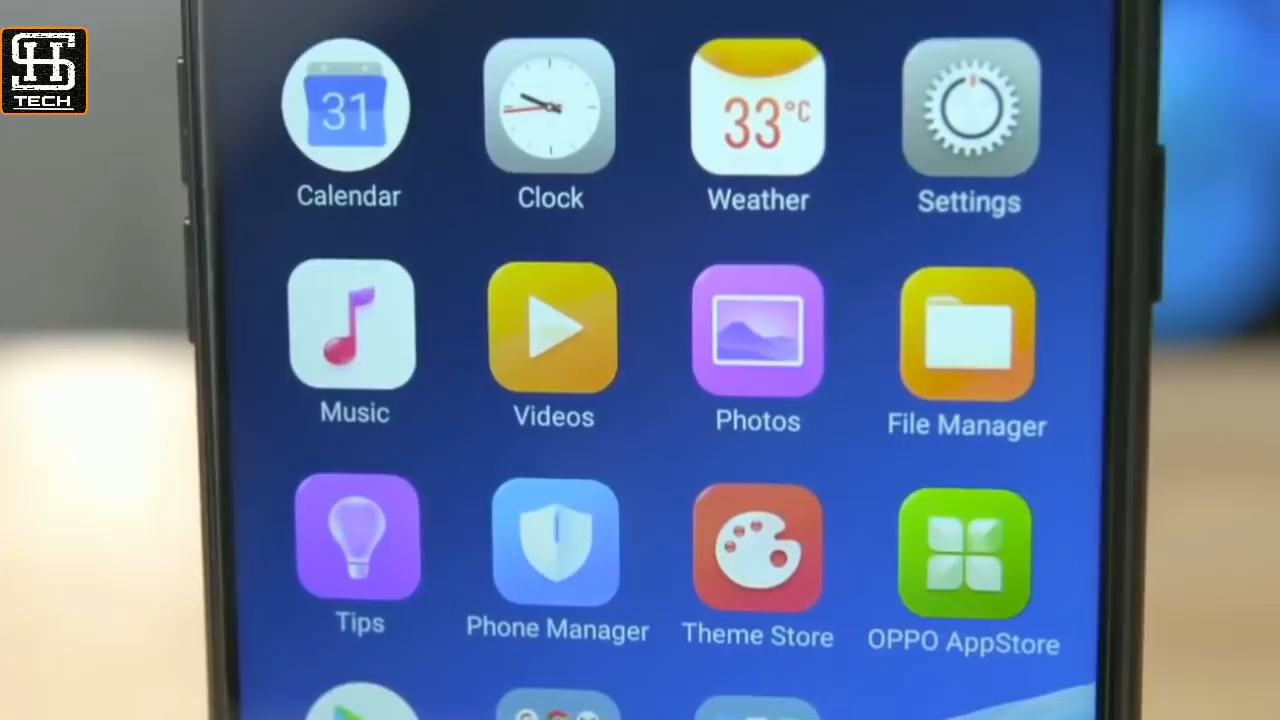 SH
TECH
31
33°C
Calendar
Clock
Weather
Settings
Music
Videos
Photos
File Manager
Tips
Phone Manager
Theme Store
OPPO AppStore